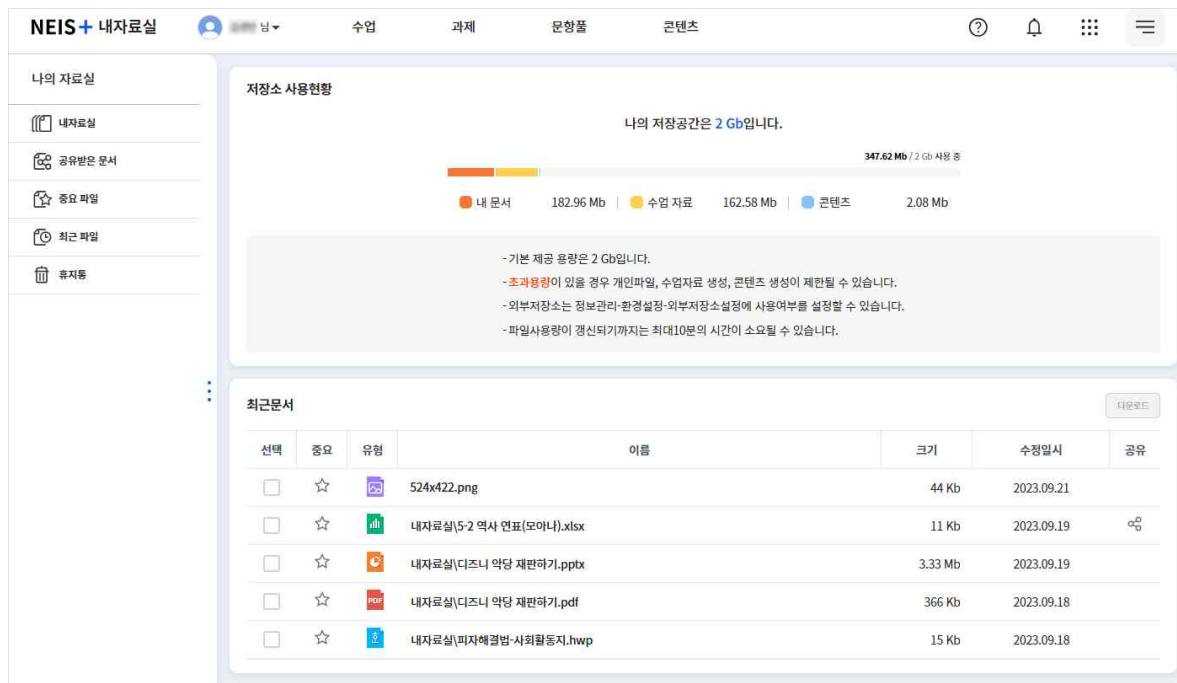 NEIS+ 내자료실
님
수업
과제
문항풀
콘텐츠
나의 자료실
내자료실
공유받은 문서
중요 파일
최근 파일
휴지통
저장소 사용현황
나의 저장공간은 2 Gb입니다.
347.62 Mb / 2 Gb 사용 중
내 문서 182.96 Mb | 수업 자료 162.58 Mb | 콘텐츠 2.08 Mb
- 기본 제공 용량은 2 Gb입니다.
- 초과용량이 있을 경우 개인파일, 수업자료 생성, 콘텐츠 생성이 제한될 수 있습니다.
- 외부저장소는 정보관리-환경설정-외부저장소설정에 사용여부를 설정할 수 있습니다.
- 파일사용량이 갱신되기까지는 최대10분의 시간이 소요될 수 있습니다.
최근문서
다운로드
선택 중요 유형 이름 크기 수정일시 공유
524x422.png 44 Kb 2023.09.21
내자료실\5-2 역사 연표(모아나).xlsx 11 Kb 2023.09.19
내자료실\디즈니 악당 재판하기.pptx 3.33 Mb 2023.09.19
PDF 내자료실\디즈니 악당 재판하기.pdf 366 Kb 2023.09.18
내자료실\피자해결법-사회활동지.hwp 15 Kb 2023.09.18